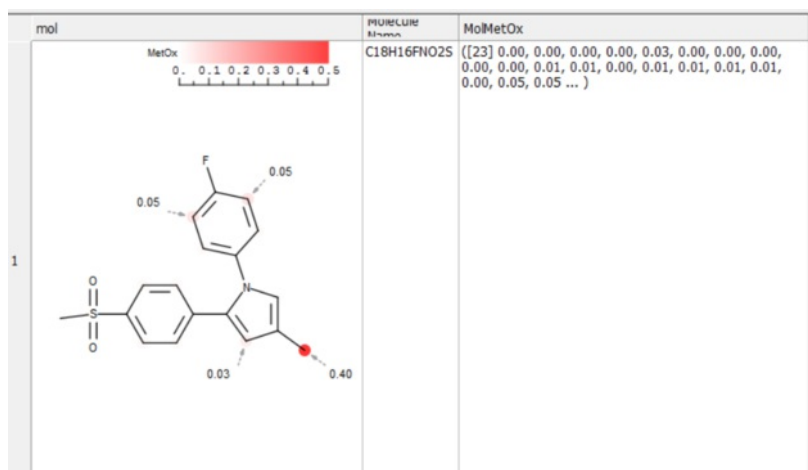 mol
MolMetOx
MetOx
0. 0.1 0.2 0.3 0.4 0.5
C18H16FNO2S
([23] 0.00, 0.00, 0.00, 0.00, 0.03, 0.00, 0.00, 0.00,
0.00, 0.00, 0.01, 0.01, 0.00, 0.01, 0.01, 0.01, 0.01,
0.00, 0.05, 0.05 ... )
F
0.05
0.05
1
N
O
S
O
0.03
0.40